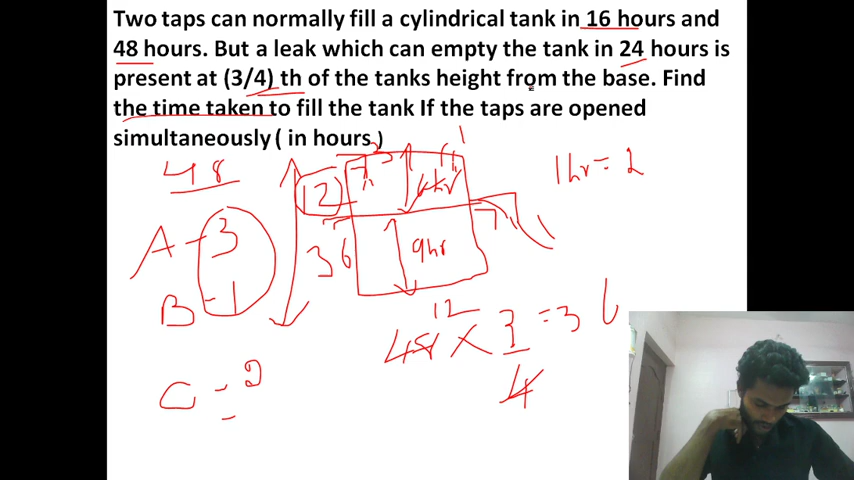 Two taps can normally fill a cylindrical tank in 16 hours and
48 hours. But a leak which can empty the tank in 24 hours is
present at (3/4) th of the tanks height from the base. Find
the time taken to fill the tank If the taps are opened
simultaneously ( in hours )
48
1hr = 2
12
A - 3
36
9hr
B - 1
12
48 × 3/4 = 36
C = 2